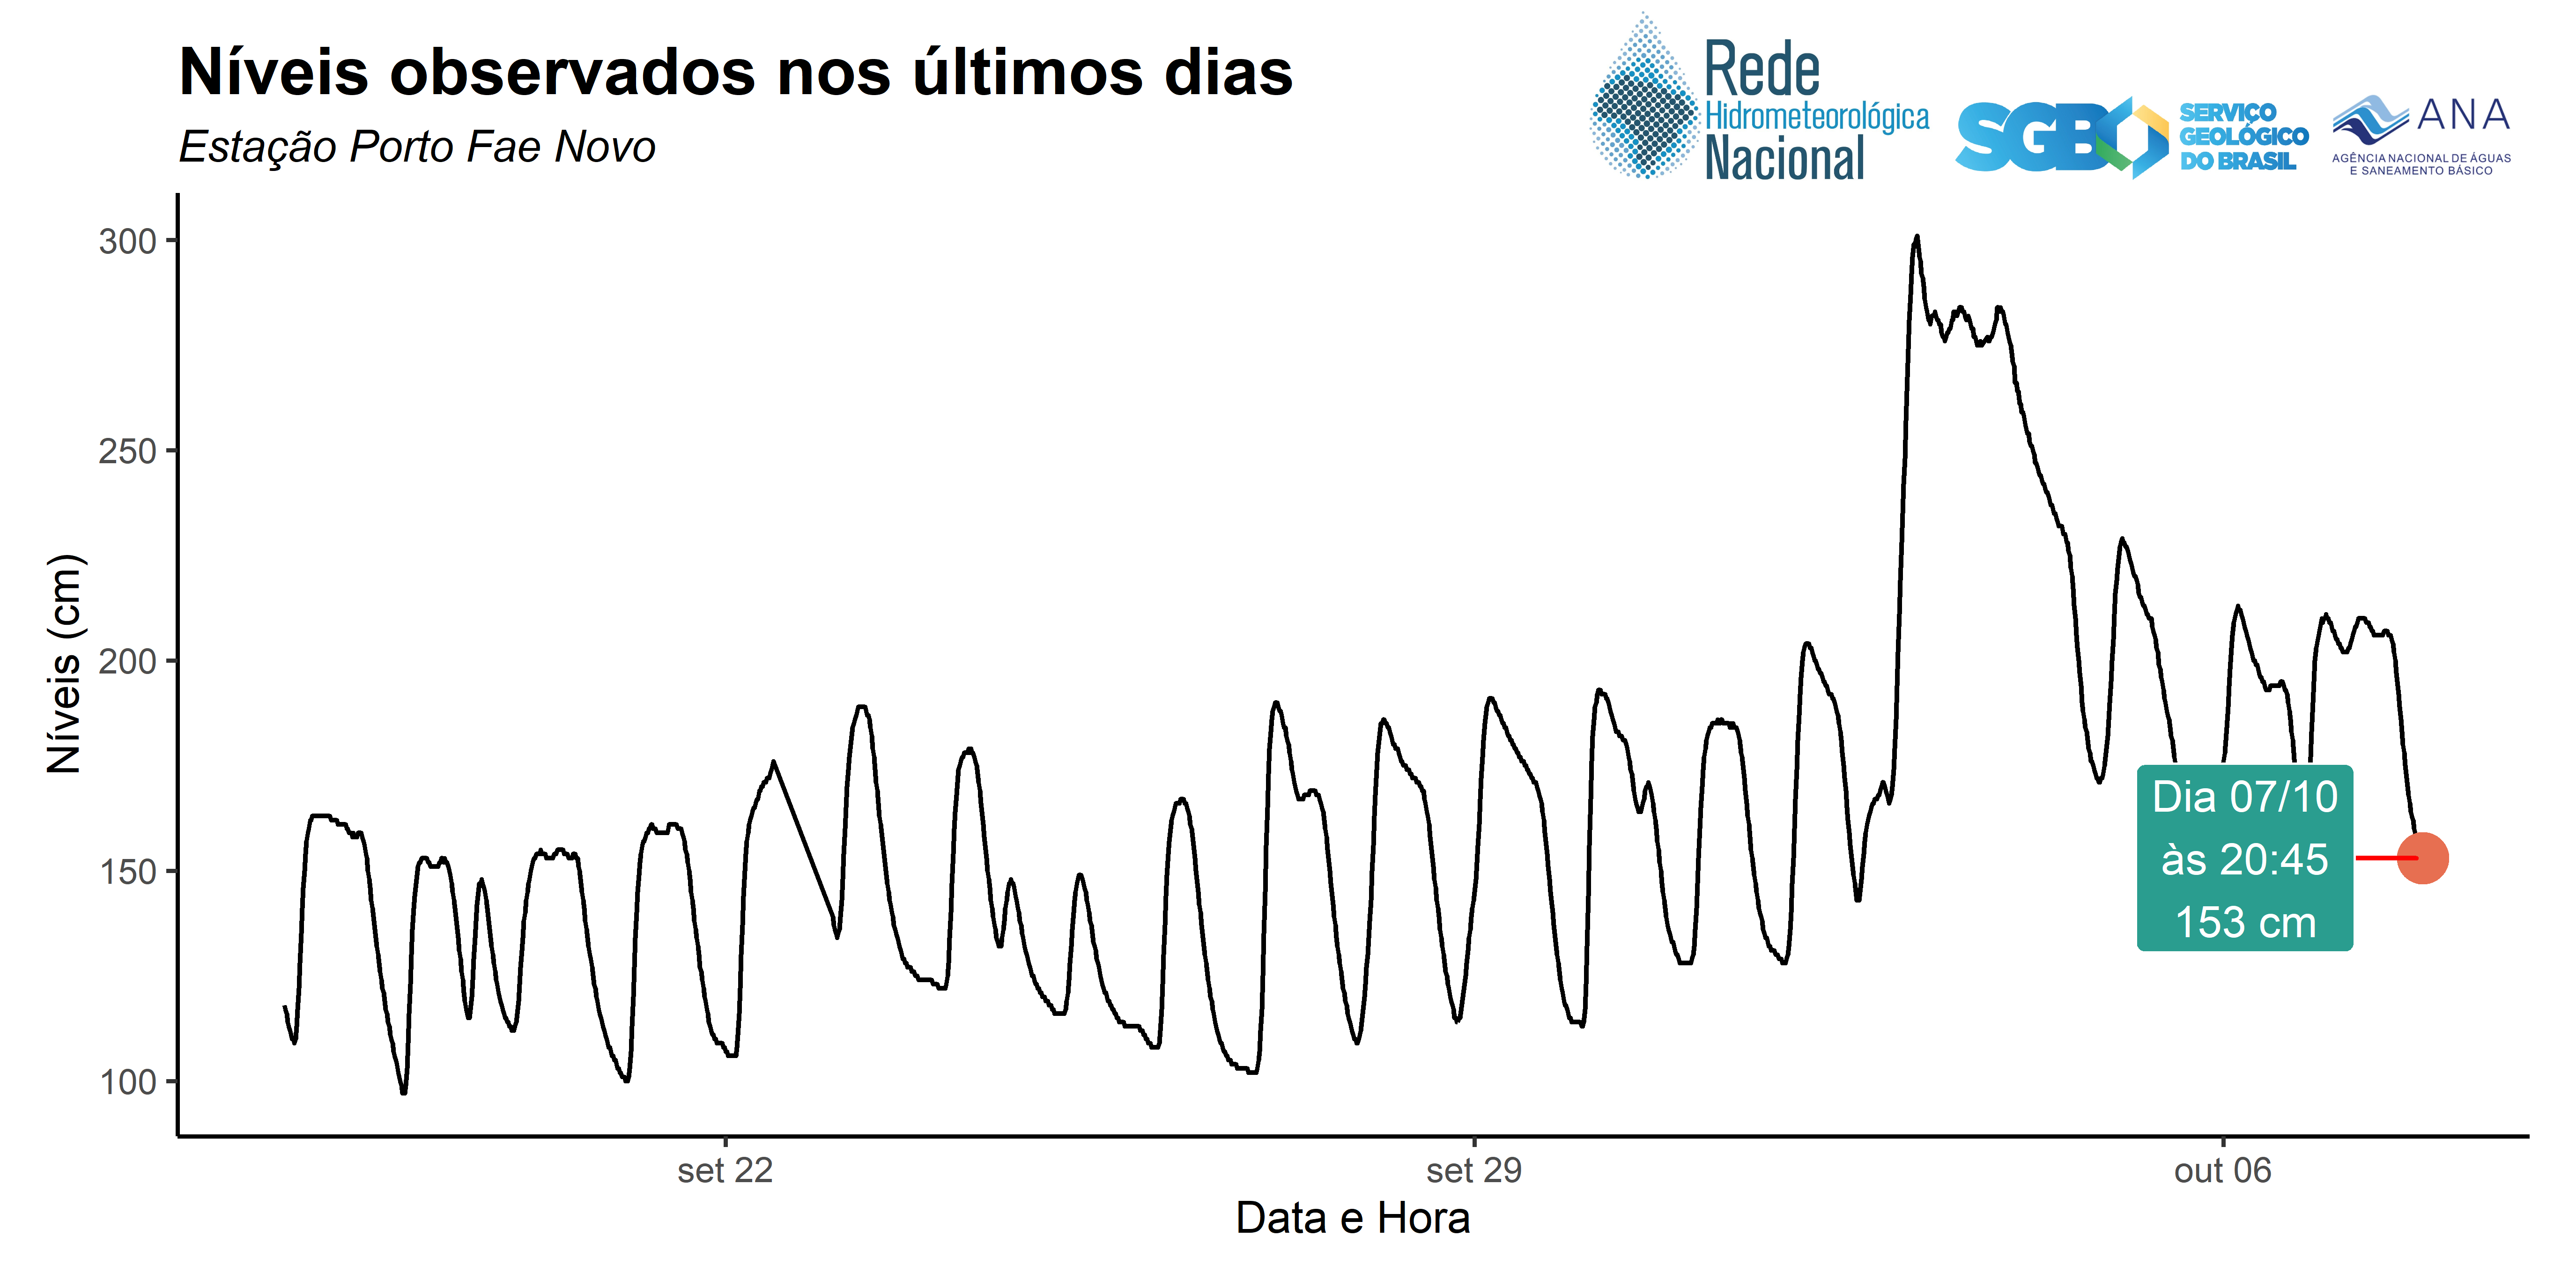 Níveis observados nos últimos dias
Estação Porto Fae Novo
Rede
Hidrometeorológica
Nacional
SGB
SERVIÇO
GEOLÓGICO
DO BRASIL
ANA
AGÊNCIA NACIONAL DE ÁGUAS
E SANEAMENTO BÁSICO
Níveis (cm)
300
250
200
150
100
Dia 07/10
às 20:45
153 cm
set 22
set 29
out 06
Data e Hora